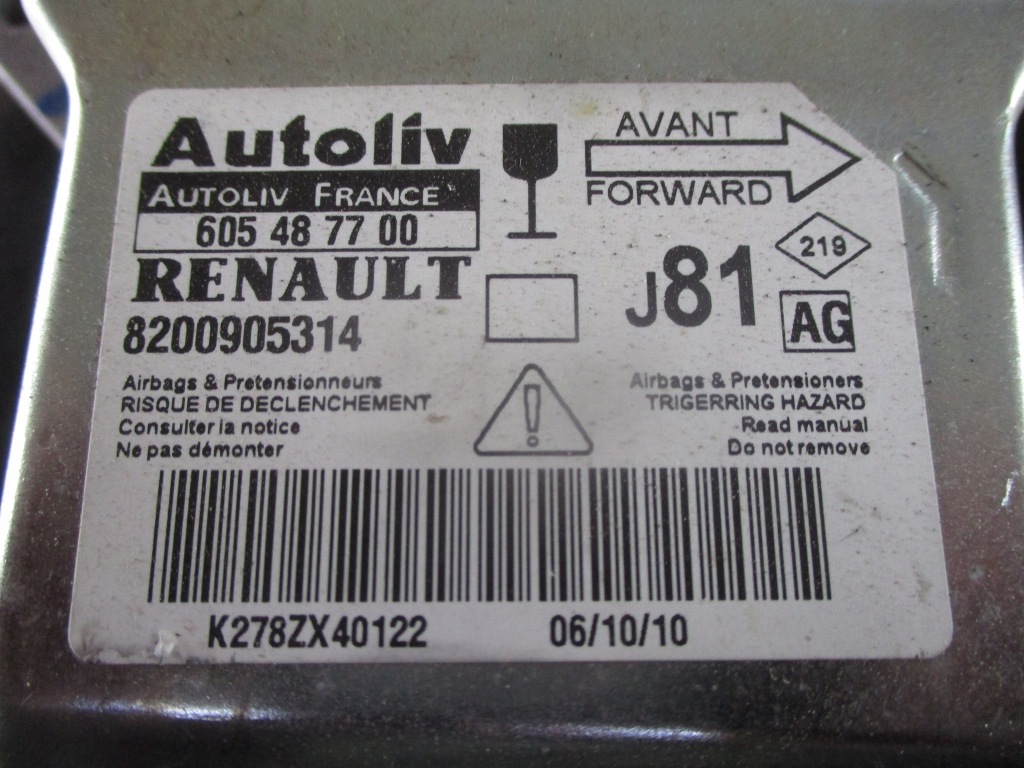 Autoliv
AUTOLIV FRANCE
605 48 77 00
RENAULT
8200905314
AVANT
FORWARD
219
J81
AG
Airbags & Pretensionneurs
RISQUE DE DECLENCHEMENT
Consulter la notice
Ne pas démonter
!
Airbags & Pretensioners
TRIGERRING HAZARD
Read manual
Do not remove
K278ZX40122 06/10/10